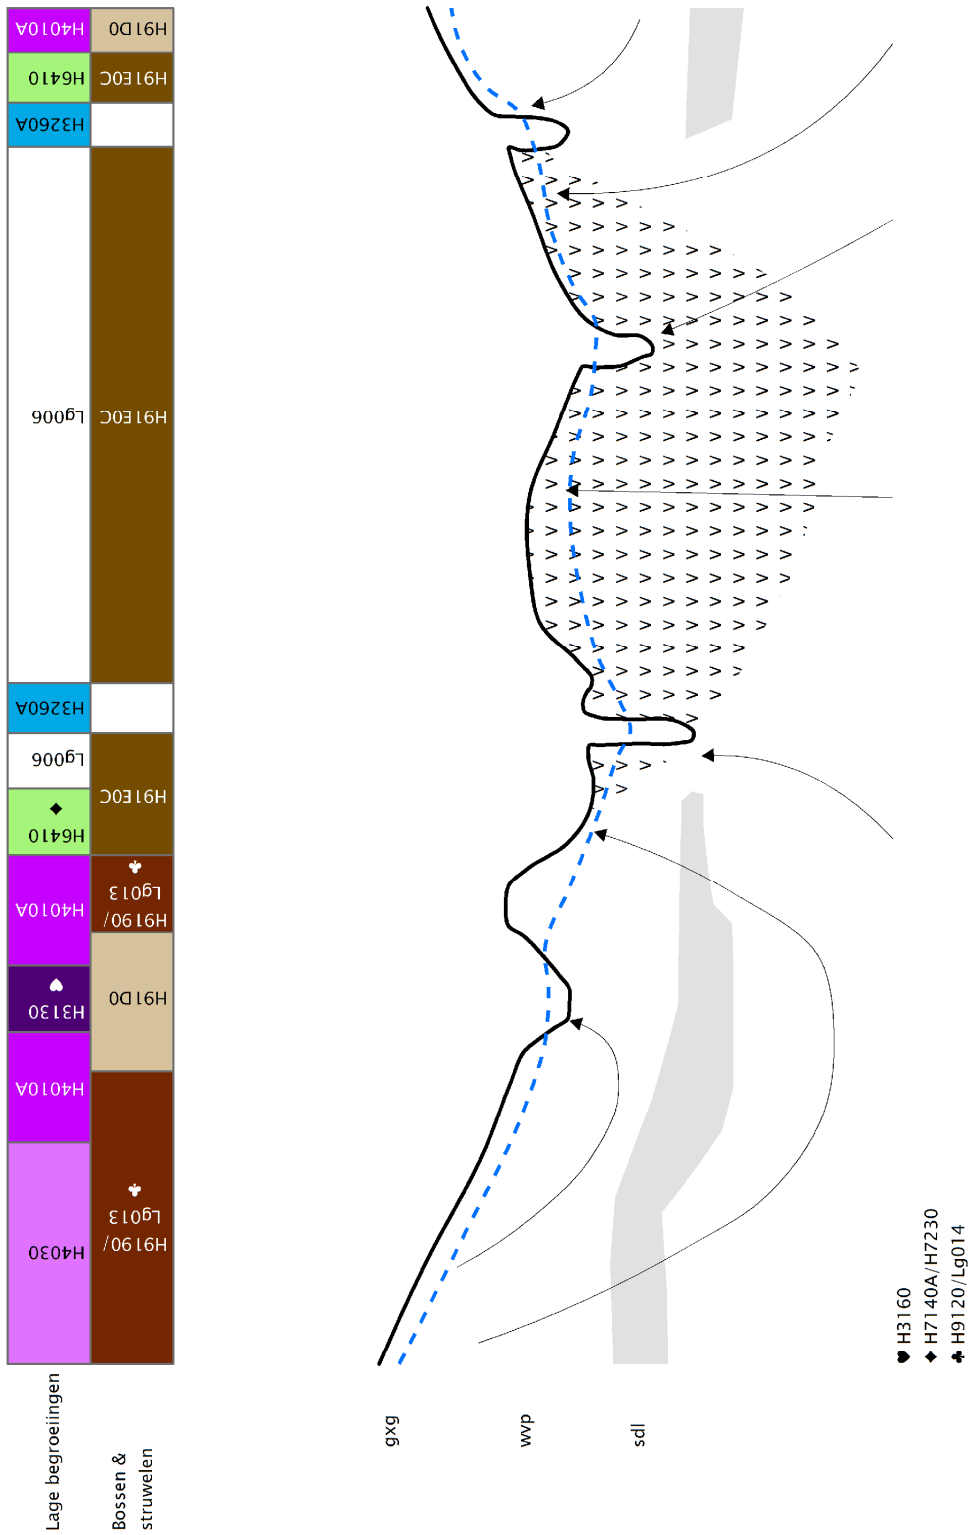 Lage begroeiingen
H4030
H4010A
H3130
♥
H4010A
H6410
♦
Lg006
H3260A
Lg006
H3260A
H6410
H4010A
Bossen &
struwelen
H9190/
Lg013
♣
H91D0
H9190/
Lg013
♣
H91E0C
H91E0C
H91E0C
H91D0
gxg
wvp
sdl
♥ H3160
♦ H7140A/H7230
♣ H9120/Lg014